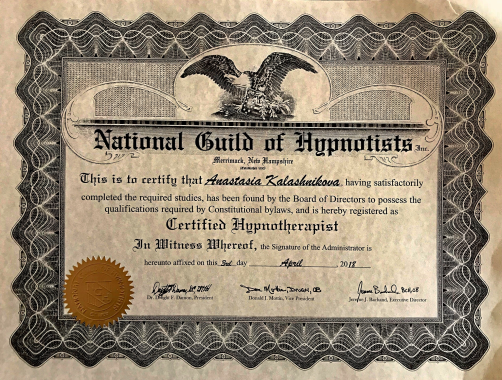 National Guild of Hypnotists Inc.
Merrimack, New Hampshire
This is to certify that Anastasia Kalashnikova, having satisfactorily
completed the required studies, has been found by the Board of Directors to possess the
qualifications required by Constitutional bylaws, and is hereby registered as
Certified Hypnotherapist
In Witness Whereof, the Signature of the Administrator is
hereunto affixed on this 3rd day April 2018
Dr. Dwight F. Damon, President Donald J. Mottin, Vice President Executive Director